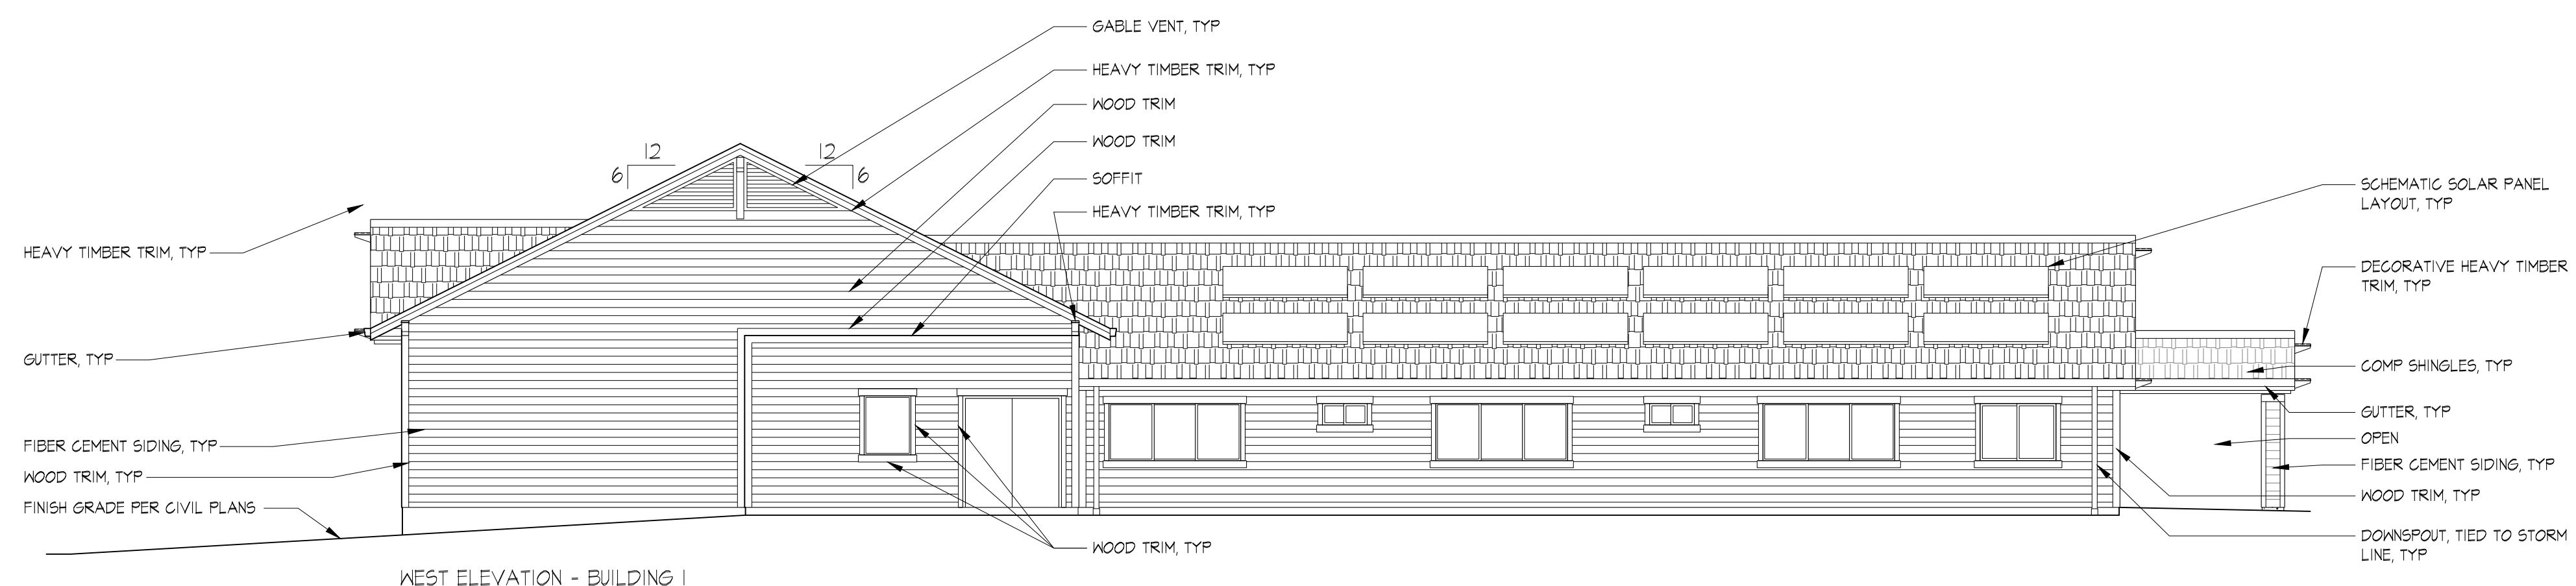 GABLE VENT, TYP
HEAVY TIMBER TRIM, TYP
WOOD TRIM
WOOD TRIM
SOFFIT
HEAVY TIMBER TRIM, TYP
12
6
12
6
HEAVY TIMBER TRIM, TYP
GUTTER, TYP
FIBER CEMENT SIDING, TYP
WOOD TRIM, TYP
FINISH GRADE PER CIVIL PLANS
WOOD TRIM, TYP
SCHEMATIC SOLAR PANEL
LAYOUT, TYP
DECORATIVE HEAVY TIMBER
TRIM, TYP
COMP SHINGLES, TYP
GUTTER, TYP
OPEN
FIBER CEMENT SIDING, TYP
WOOD TRIM, TYP
DOWNSPOUT, TIED TO STORM
LINE, TYP
WEST ELEVATION - BUILDING 1